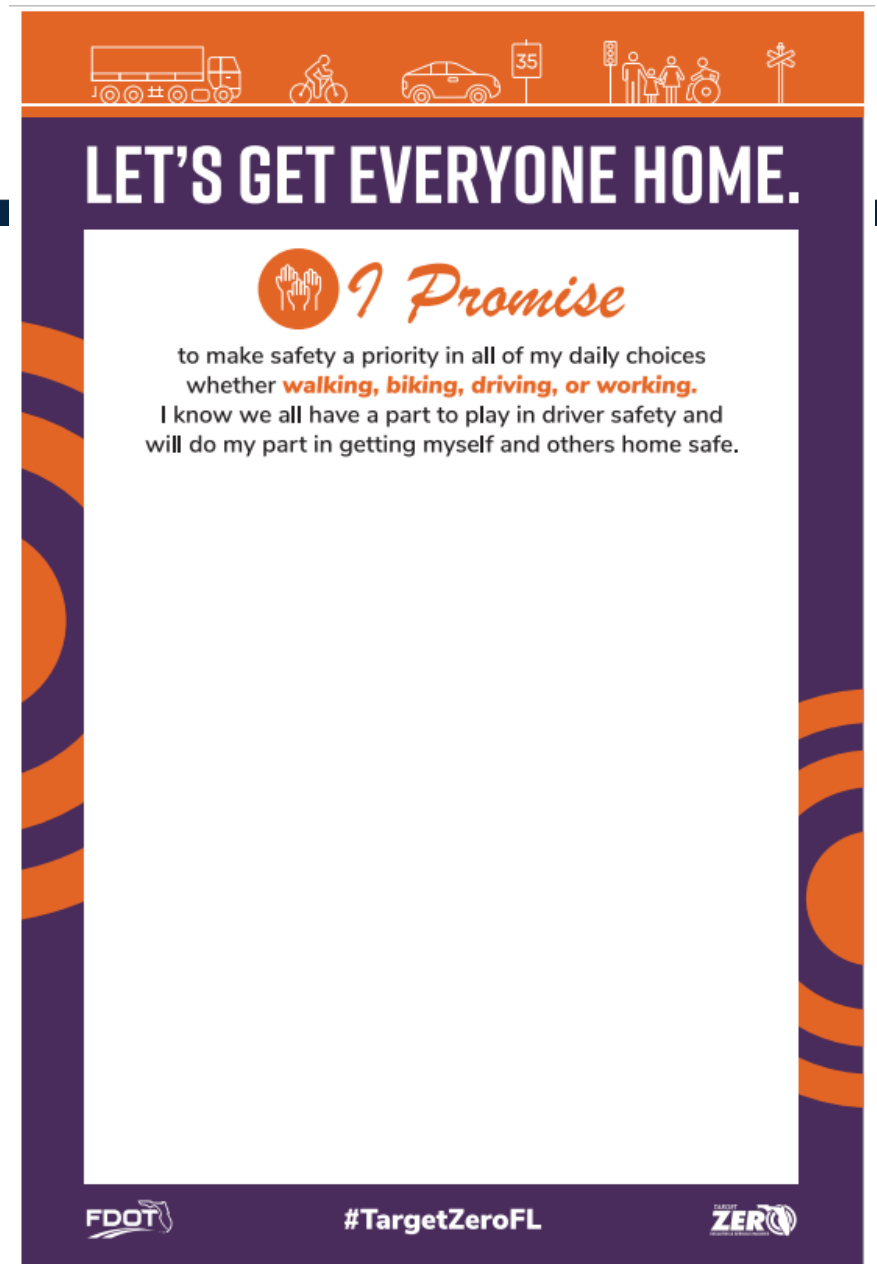 35
LET'S GET EVERYONE HOME.
I Promise
to make safety a priority in all of my daily choices
whether walking, biking, driving, or working.
I know we all have a part to play in driver safety and
will do my part in getting myself and others home safe.
FDOT
#TargetZeroFL
TARGET
ZERO